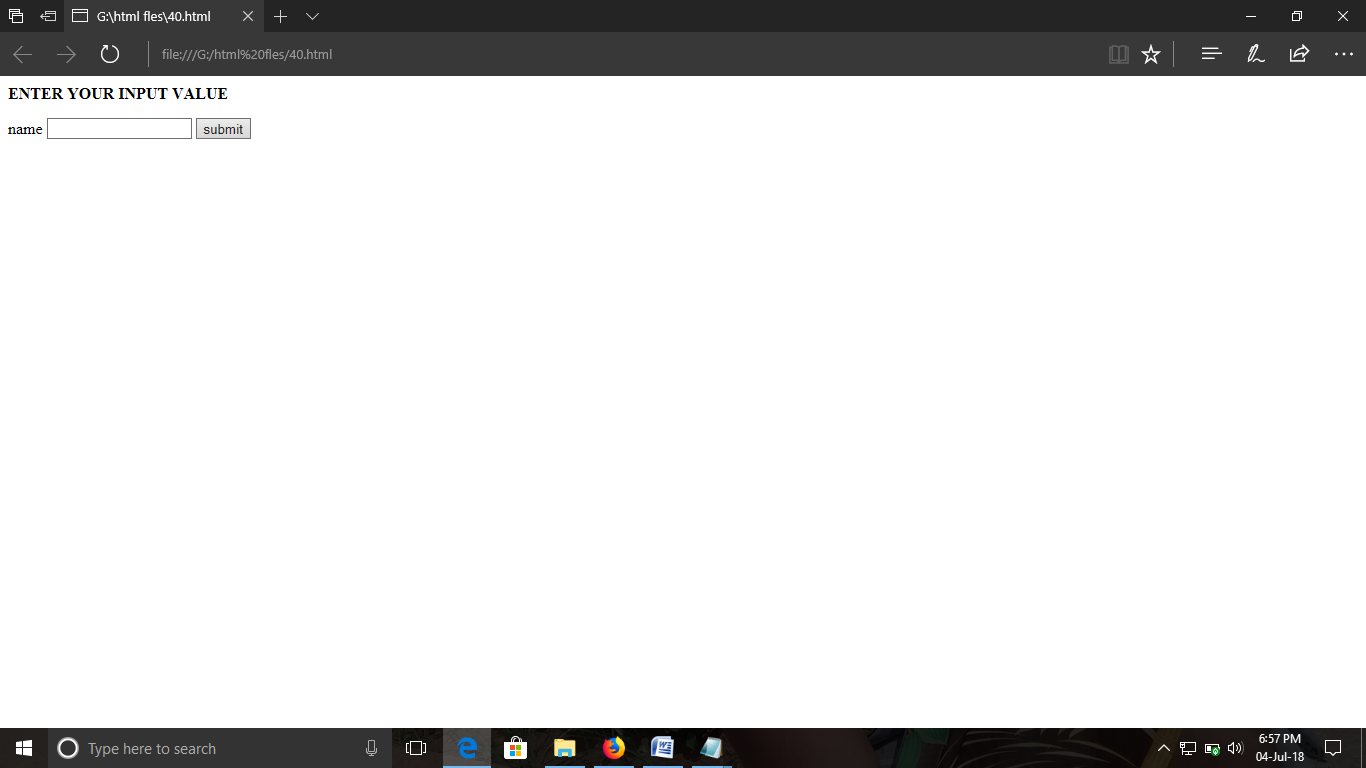 G:\html fles\40.html
file:///G:/html%20fles/40.html
ENTER YOUR INPUT VALUE
name submit
Type here to search
6:57 PM
04-Jul-18